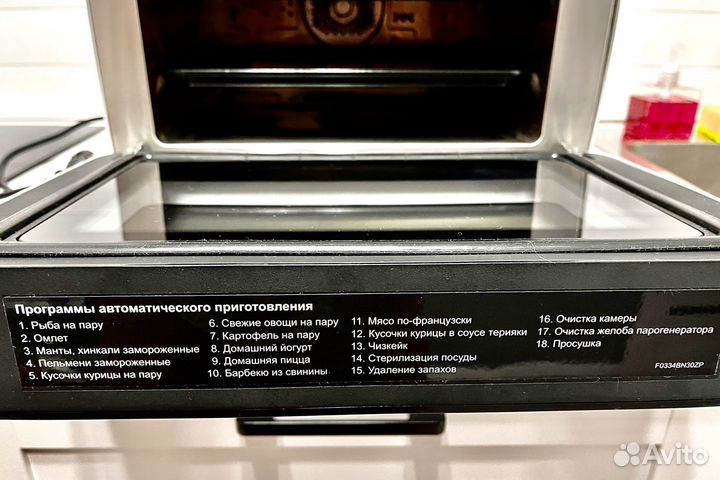 Программы автоматического приготовления
1. Рыба на пару
2. Омлет
3. Манты, хинкали замороженные
4. Пельмени замороженные
5. Кусочки курицы на пару
6. Свежие овощи на пару
7. Картофель на пару
8. Домашний йогурт
9. Домашняя пицца
10. Барбекю из свинины
11. Мясо по-французски
12. Кусочки курицы в соусе терияки
13. Чизкейк
14. Стерилизация посуды
15. Удаление запахов
16. Очистка камеры
17. Очистка желоба парогенератора
18. Просушка
F0334BN30ZP
Avito